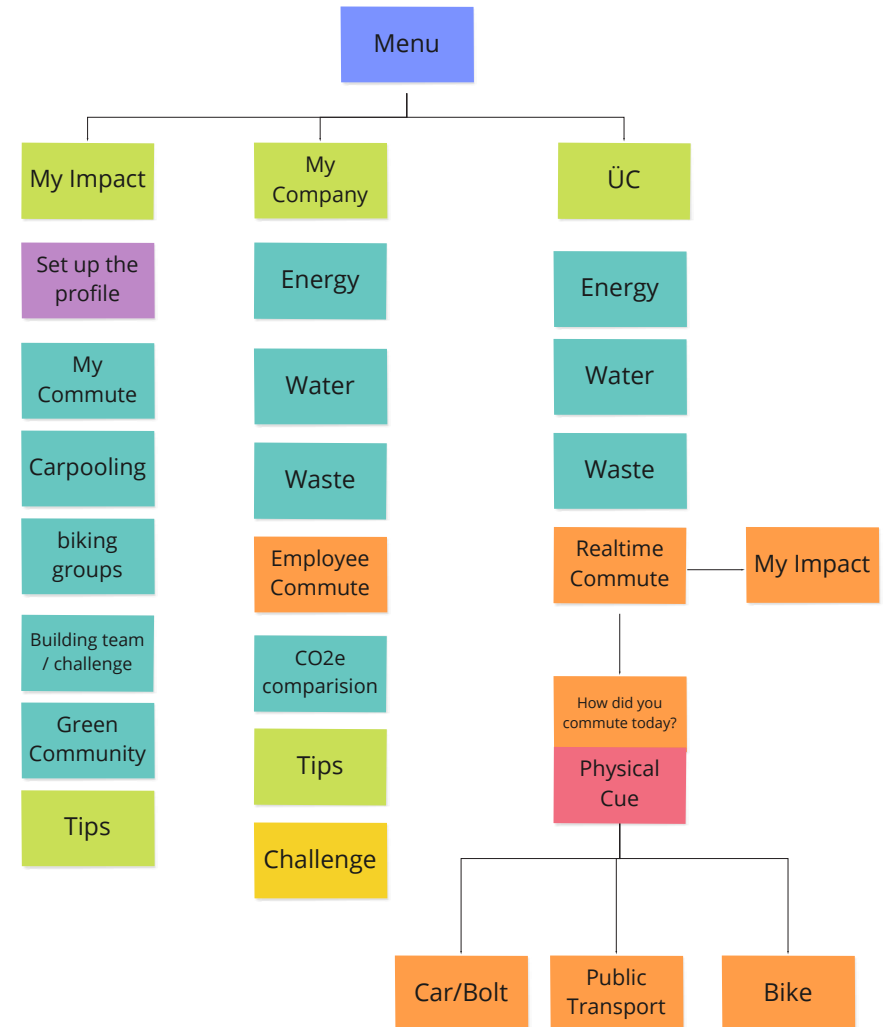 Menu
My Impact
My
Company
ÜC
Set up the
profile
My
Commute
Carpooling
biking
groups
Building team
/ challenge
Green
Community
Tips
Energy
Water
Waste
Employee
Commute
CO2e
comparision
Tips
Challenge
Energy
Water
Waste
Realtime
Commute
My Impact
How did you
commute today?
Physical
Cue
Car/Bolt
Public
Transport
Bike